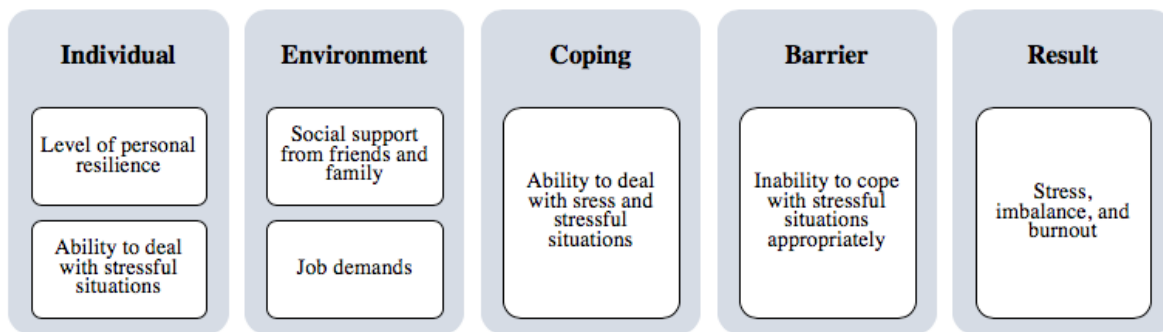 Individual
Level of personal
resilience
Ability to deal
with stressful
situations
Environment
Social support
from friends and
family
Job demands
Coping
Ability to deal
with sress and
stressful
situations
Barrier
Inability to cope
with stressful
situations
appropriately
Result
Stress,
imbalance, and
burnout